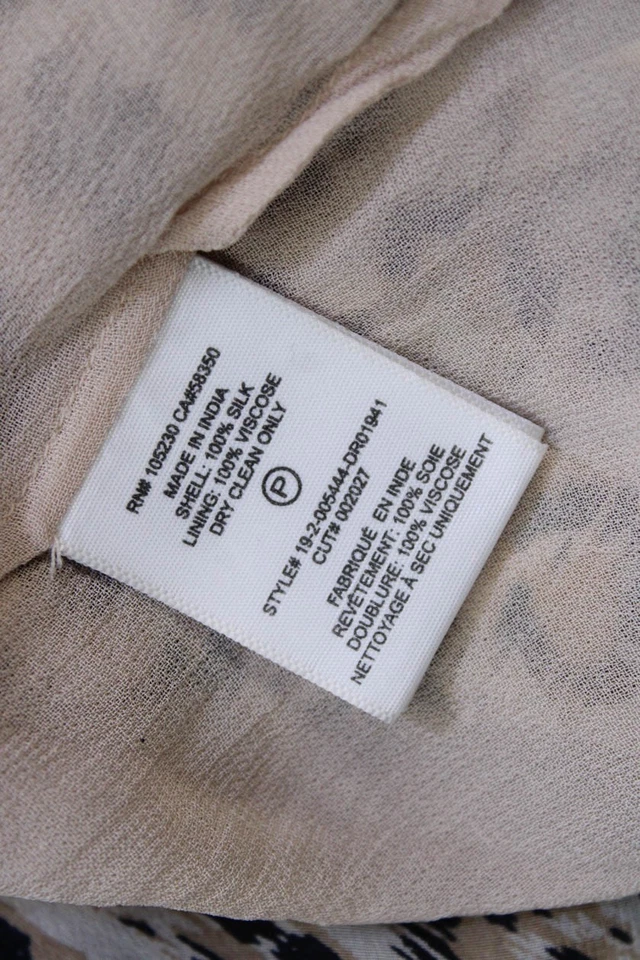 RN# 105230 CA#58350
MADE IN INDIA
SHELL: 100% SILK
LINING: 100% VISCOSE
DRY CLEAN ONLY
P
STYLE# 19-2-005444-DR01941
CUT# 002027
FABRIQUÉ EN INDE
REVÊTEMENT: 100% SOIE
DOUBLURE: 100% VISCOSE
NETTOYAGE À SEC UNIQUEMENT